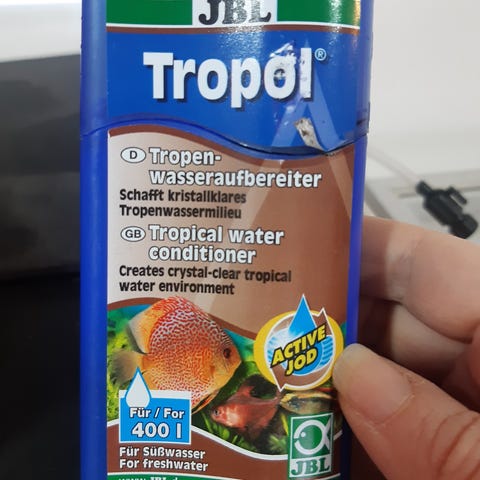 JBL
Tropol®
D Tropen-
wasseraufbereiter
Schafft kristallklares
Tropenwassermilieu
GB Tropical water
conditioner
Creates crystal-clear tropical
water environment
ACTIVE
JOD
Für / For
400 l
Für Süßwasser
For freshwater
JBL